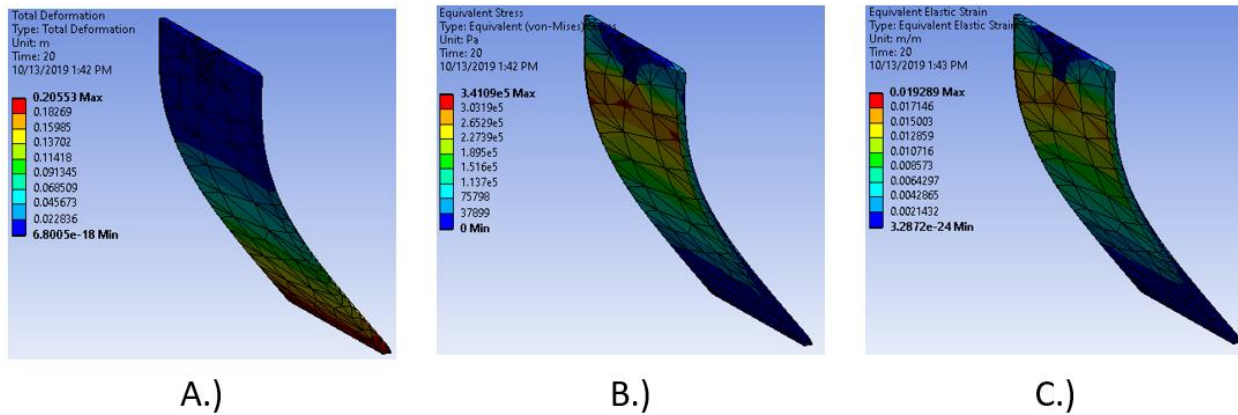 Total Deformation
Type: Total Deformation
Unit: m
Time: 20
10/13/2019 1:42 PM
0.20553 Max
0.18269
0.15985
0.13702
0.11418
0.091345
0.068509
0.045673
0.022836
6.8005e-18 Min
A.)
Equivalent Stress
Type: Equivalent (von-Mises)
Unit: Pa
Time: 20
10/13/2019 1:42 PM
3.4109e5 Max
3.0319e5
2.6529e5
2.2739e5
1.895e5
1.516e5
1.137e5
75798
37899
0 Min
B.)
Equivalent Elastic Strain
Type: Equivalent Elastic Strain
Unit: m/m
Time: 20
10/13/2019 1:43 PM
0.019289 Max
0.017146
0.015003
0.012859
0.010716
0.008573
0.0064297
0.0042865
0.0021432
3.2872e-24 Min
C.)